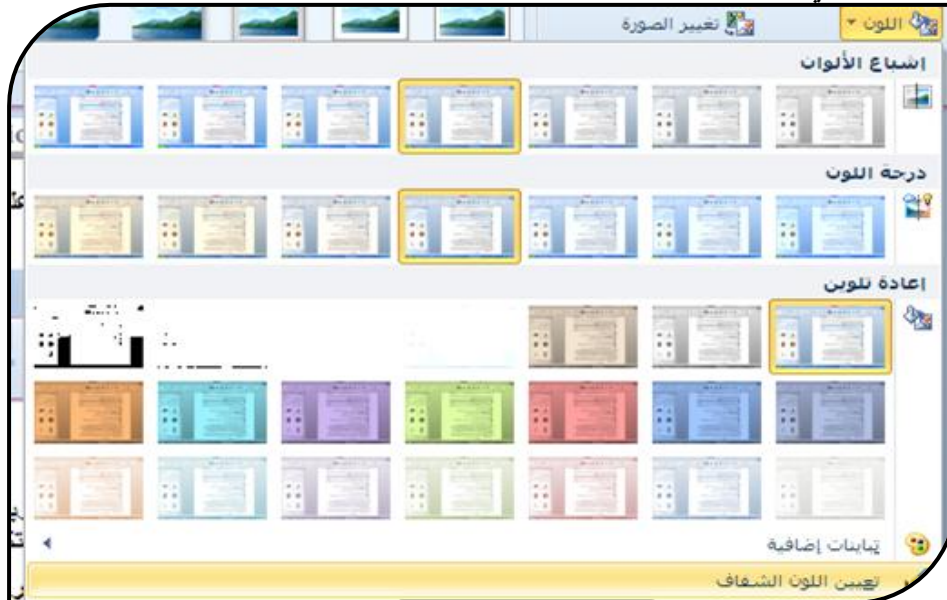 اللون
تغيير الصورة
إشباع الألوان
درجة اللون
إعادة تلوين
تباينات إضافية
تعيين اللون الشفاف